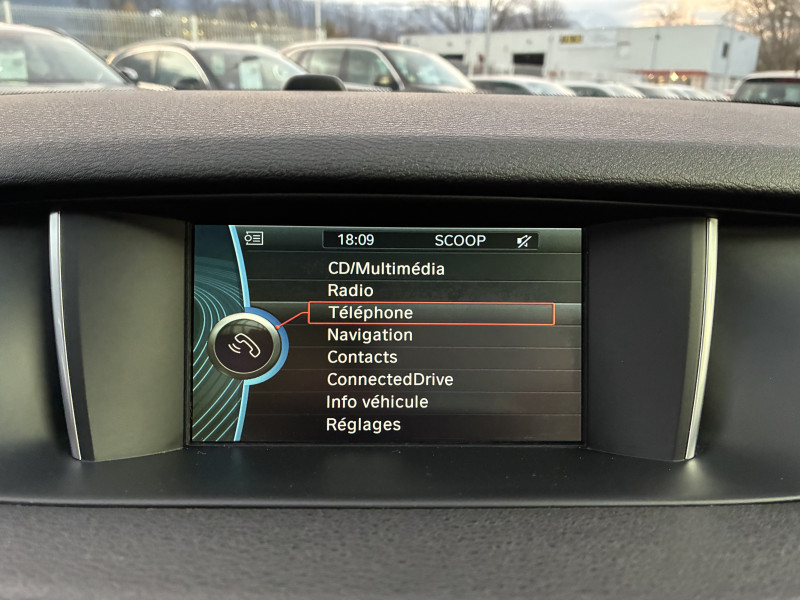 18:09 SCOOP
CD/Multimédia
Radio
Téléphone
Navigation
Contacts
ConnectedDrive
Info véhicule
Réglages